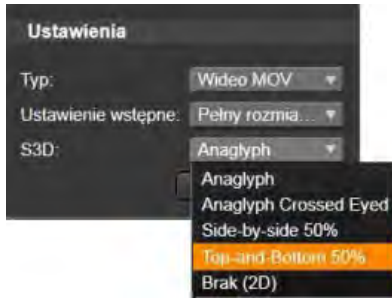 Ustawienia
Typ: Wideo MOV
Ustawienie wstępne: Pełny rozmia...
S3D: Anaglyph
Anaglyph
Anaglyph Crossed Eyed
Side-by-side 50%
Top-and-Bottom 50%
Brak (2D)